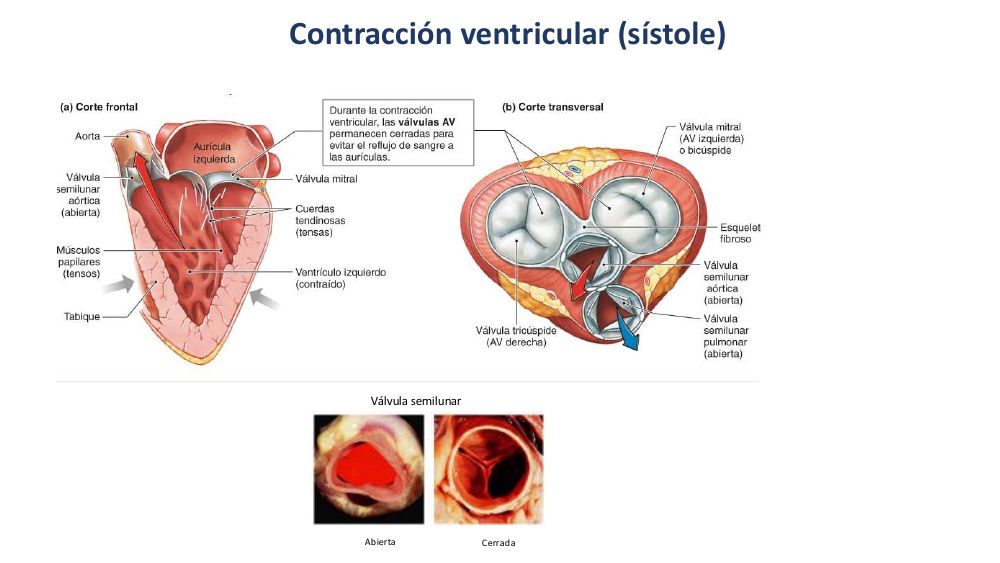 Contracción ventricular (sístole)
(a) Corte frontal
Aorta
Aurícula
izquierda
Válvula
semilunar
aórtica
(abierta)
Músculos
papilares
(tensos)
Tabique
Durante la contracción
ventricular, las válvulas AV
permanecen cerradas para
evitar el reflujo de sangre a
las aurículas.
Válvula mitral
Cuerdas
tendinosas
(tensas)
Ventrículo izquierdo
(contraído)
(b) Corte transversal
Válvula mitral
(AV izquierda)
o bicúspide
Esquelet
fibroso
Válvula
semilunar
aórtica
(abierta)
Válvula
semilunar
pulmonar
(abierta)
Válvula tricúspide
(AV derecha)
Válvula semilunar
Abierta
Cerrada